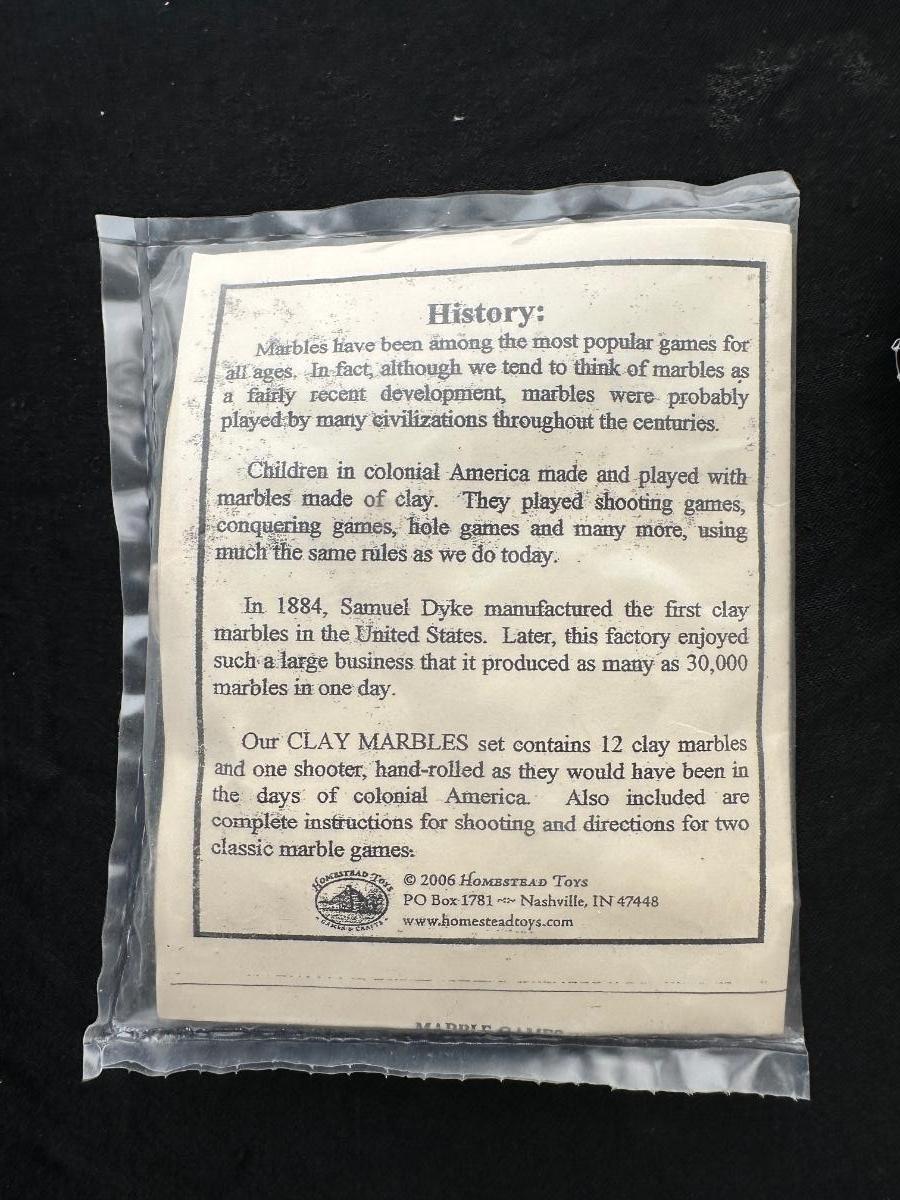 History:
Marbles have been among the most popular games for
all ages. In fact, although we tend to think of marbles as
a fairly recent development, marbles were probably
played by many civilizations throughout the centuries.
Children in colonial America made and played with
marbles made of clay. They played shooting games,
conquering games, hole games and many more, using
much the same rules as we do today.
In 1884, Samuel Dyke manufactured the first clay
marbles in the United States. Later, this factory enjoyed
such a large business that it produced as many as 30,000
marbles in one day.
Our CLAY MARBLES set contains 12 clay marbles
and one shooter, hand-rolled as they would have been in
the days of colonial America. Also included are
complete instructions for shooting and directions for two
classic marble games.
HOMESTEAD TOYS
GAMES & CRAFTS
© 2006 HOMESTEAD TOYS
PO Box 1781 ~~ Nashville, IN 47448
www.homesteadtoys.com
MARBLE GAMES